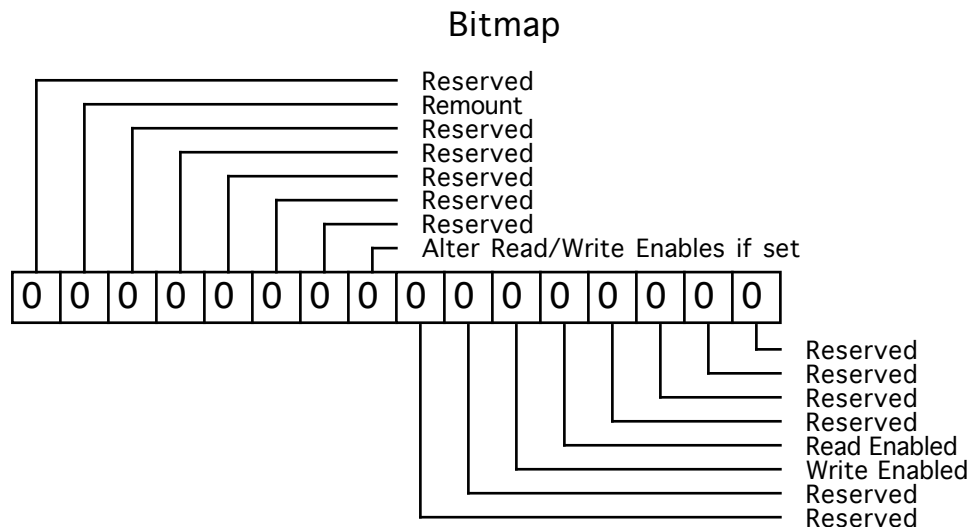 Bitmap
Reserved
Remount
Reserved
Reserved
Reserved
Reserved
Reserved
Alter Read/Write Enables if set
0 0 0 0 0 0 0 0 0 0 0 0 0 0 0 0
Reserved
Reserved
Reserved
Reserved
Read Enabled
Write Enabled
Reserved
Reserved